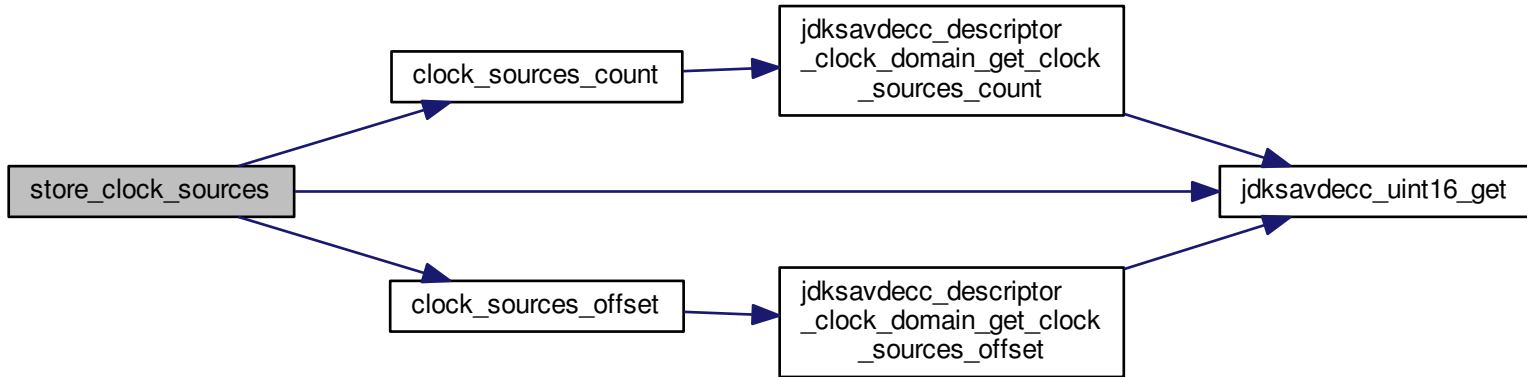 store_clock_sources
clock_sources_count
jdksavdecc_descriptor
_clock_domain_get_clock
_sources_count
jdksavdecc_uint16_get
clock_sources_offset
jdksavdecc_descriptor
_clock_domain_get_clock
_sources_offset